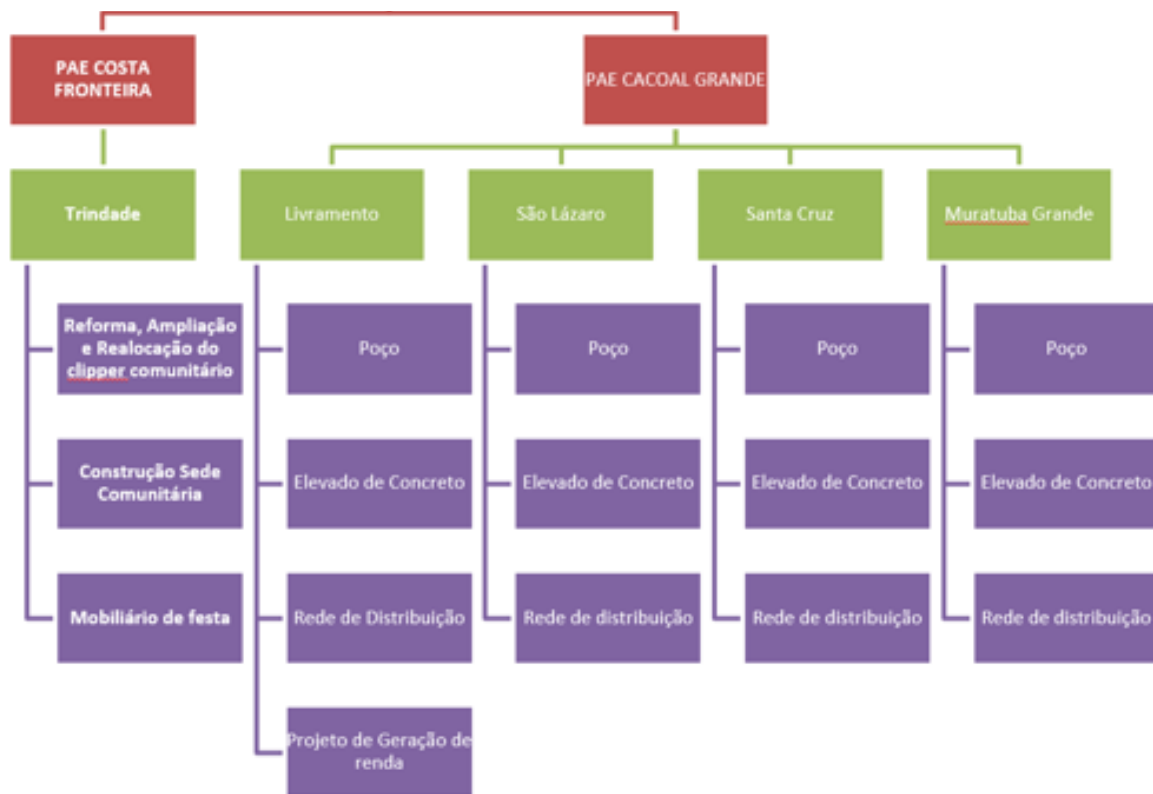 PAE COSTA
FRONTEIRA
PAE CACOAL GRANDE
Trindade
Livramento
São Lázaro
Santa Cruz
Muratuba Grande
Reforma, Ampliação
e Realocação do
clipper comunitário
Poço
Poço
Poço
Poço
Construção Sede
Comunitária
Elevado de Concreto
Elevado de Concreto
Elevado de Concreto
Elevado de Concreto
Mobiliário de festa
Rede de Distribuição
Rede de distribuição
Rede de distribuição
Rede de distribuição
Projeto de Geração de
renda